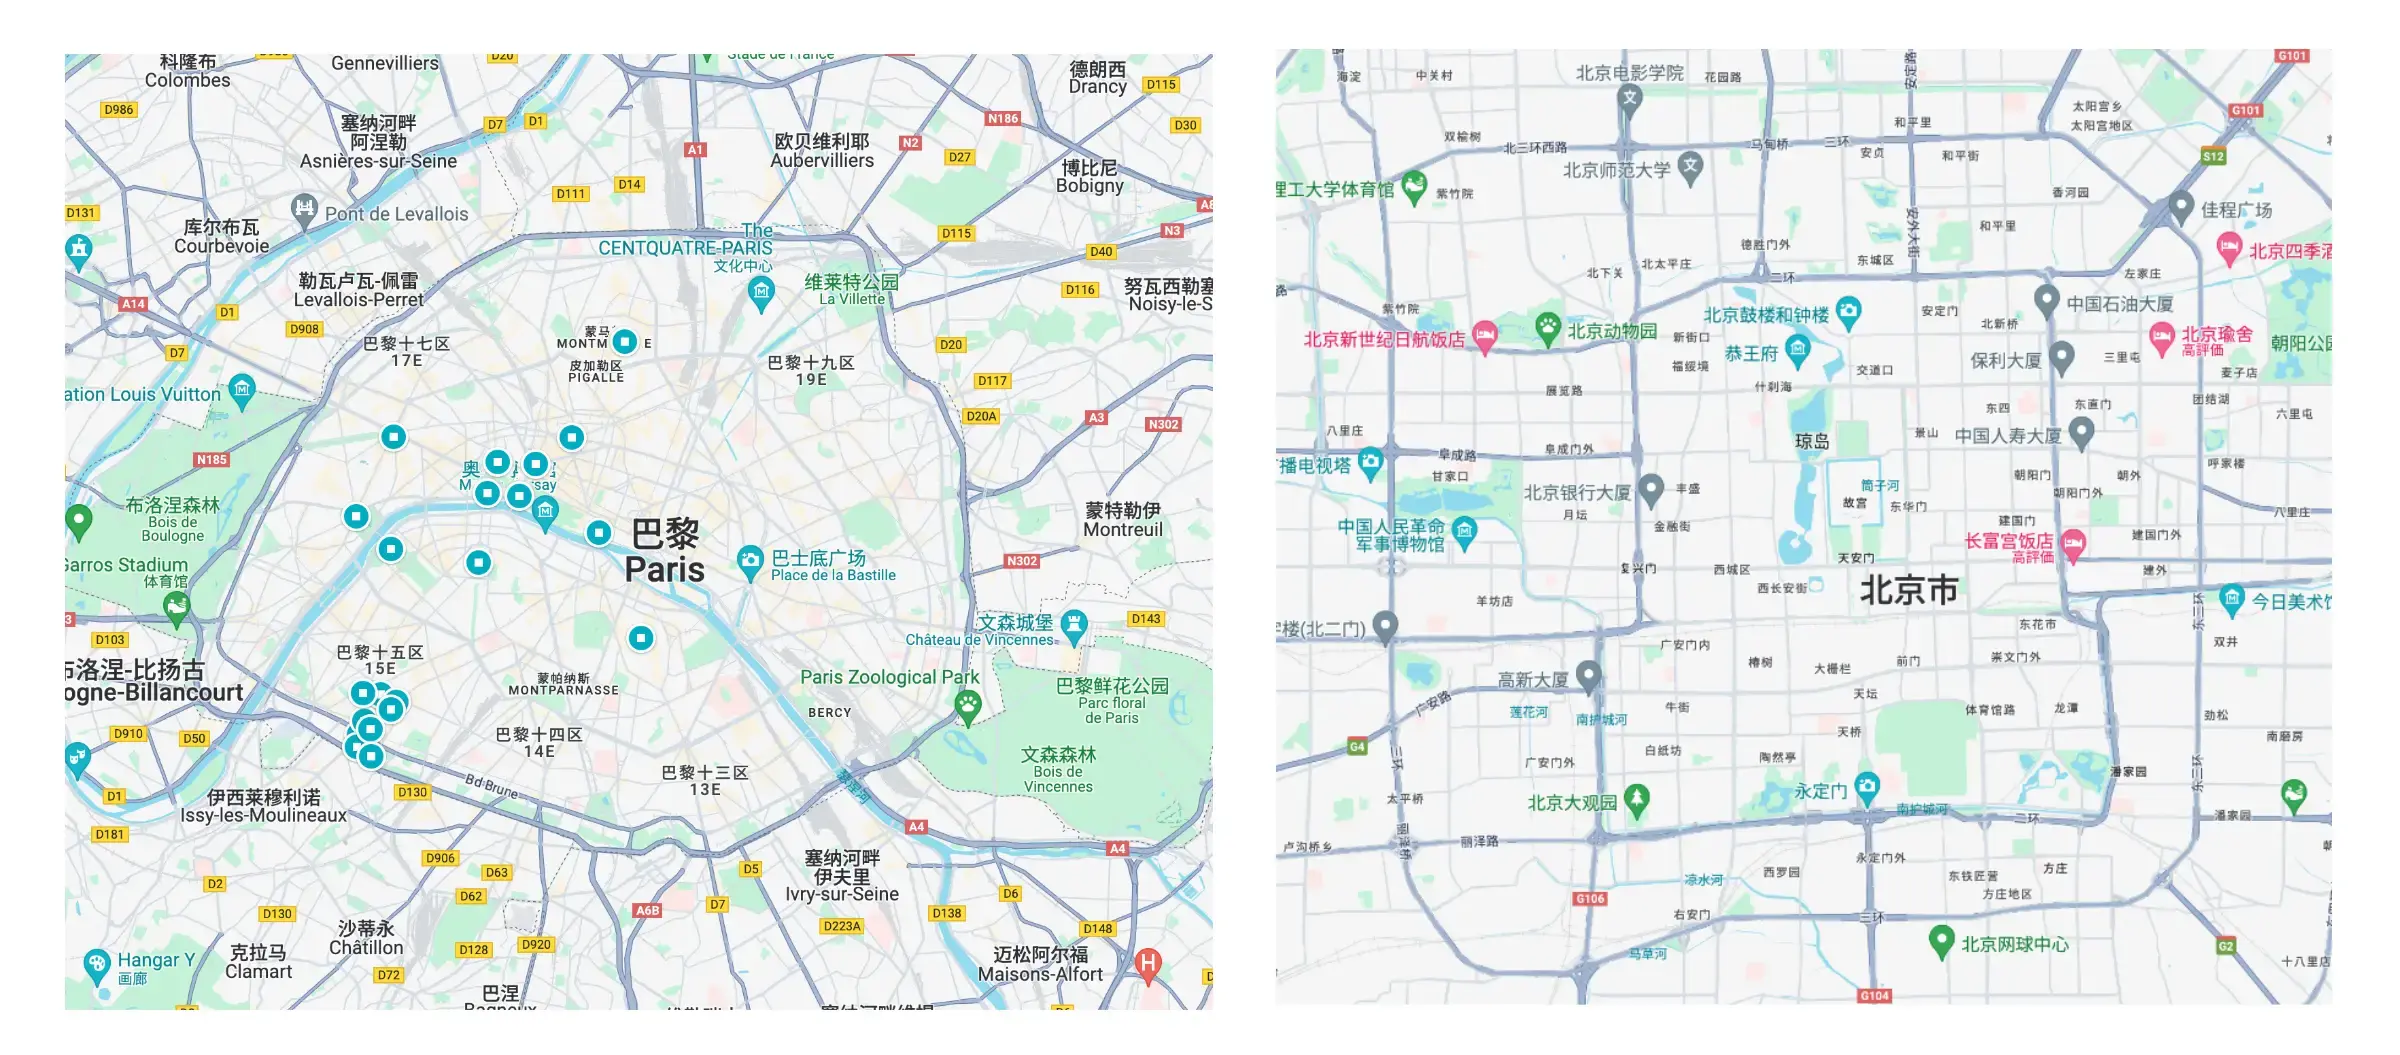 科隆布
Colombes
Gennevilliers
D20
Stade de France
德朗西
Drancy
D115
D986
塞纳河畔
阿涅勒
Asnières-sur-Seine
D7
D1
N186
D30
A1
欧贝维利耶
Aubervilliers
N2
D27
博比尼
Bobigny
D111
D14
D131
Pont de Levallois
库尔布瓦
Courbevoie
The
CENTQUATRE-PARIS
文化中心
D115
N3
D40
勒瓦卢瓦-佩雷
Levallois-Perret
维莱特公园
La Villette
D116
努瓦西勒塞
Noisy-le-S
A14
D1
D908
D7
巴黎十七区
17E
蒙马
MONTM
E
皮加勒区
PIGALLE
巴黎十九区
19E
D20
ation Louis Vuitton
D117
D20A
A3
N302
N185
奥
M
say
布洛涅森林
Bois de
Boulogne
巴黎
Paris
蒙特勒伊
Montreuil
巴士底广场
Place de la Bastille
N302
Garros Stadium
体育馆
文森城堡
Château de Vincennes
D143
D103
巴黎十五区
15E
布洛涅-比扬古
ogne-Billancourt
蒙帕纳斯
MONTPARNASSE
Paris Zoological Park
巴黎鲜花公园
Parc floral
de Paris
BERCY
D910
D50
巴黎十四区
14E
文森森林
Bois de
Vincennes
巴黎十三区
13E
D1
Bd Brune
D130
伊西莱穆利诺
Issy-les-Moulineaux
D181
A4
A4
D906
D63
D5
塞纳河畔
伊夫里
Ivry-sur-Seine
D2
D62
D6
D130
A6B
D7
D138
沙蒂永
Châtillon
D223A
D148
克拉马
Clamart
D128
D920
迈松阿尔福
Maisons-Alfort
Hangar Y
画廊
D72
巴涅
Bagneux
海淀
中关村
北京电影学院
花园路
安定路
G101
太阳宫乡
太阳宫地区
G101
双榆树
北三环西路
马甸桥
三环
和平里
安贞
和平街
S12
北京师范大学
理工大学体育馆
紫竹院
香河园
佳程广场
安外大街
和平里
德胜门外
北京四季酒
北下关
北太平庄
东城区
二环
左家庄
路
紫竹院
北京鼓楼和钟楼
安定门
中国石油大厦
北京新世纪日航饭店
北京动物园
新街口
北新桥
北京瑜舍
高評価
朝阳公园
恭王府
福绥境
交道口
保利大厦
三里屯
麦子店
展览路
什刹海
团结湖
东四
东直门
六里屯
八里庄
琼岛
景山
中国人寿大厦
阜成路
阜成门外
播电视塔
甘家口
朝阳门
朝外
呼家楼
北京银行大厦
丰盛
筒子河
故宫
东华门
朝阳门外
月坛
金融街
八里庄
中国人民革命
军事博物馆
建国门
建国门外
长富宫饭店
高評価
天安门
复兴门
西城区
西长安街
建外
北京市
羊坊店
今日美术馆
东三环
楼(北二门)
东花市
双井
广安门内
椿树
大栅栏
前门
崇文门外
高新大厦
广安路
天坛
莲花河
南护城河
牛街
体育馆路
龙潭
劲松
天桥
G4
白纸坊
陶然亭
南磨房
三环
广安门外
潘家园
东三环
太平桥
北京大观园
永定门
南护城河
二环
潘家园
丽泽桥
卢沟桥乡
丽泽路
永定门外
西罗园
方庄
凉水河
东铁匠营
方庄地区
G106
右安门
三环
北京网球中心
G2
马草河
十八里店
G104